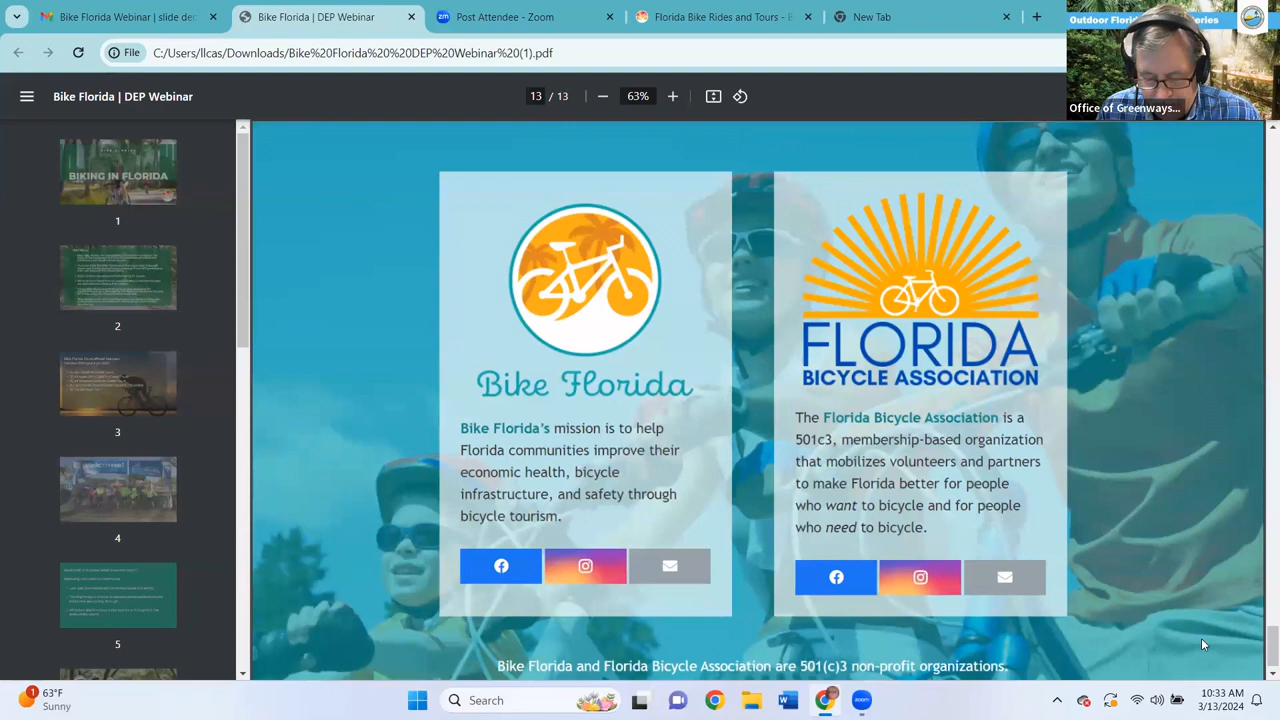 Bike Florida Webinar | slide dec
Bike Florida | DEP Webinar
Post Attendee - Zoom
Florida Bike Rides and Tours - B
New Tab
File
C:/Users/llcas/Downloads/Bike%20Florida%20%20DEP%20Webinar%20(1).pdf
Bike Florida | DEP Webinar
13 / 13
63%
Office of Greenways...
BIKING IN FLORIDA
1
2
3
4
5
Bike Florida
Bike Florida's mission is to help
Florida communities improve their
economic health, bicycle
infrastructure, and safety through
bicycle tourism.
FLORIDA
BICYCLE ASSOCIATION
The Florida Bicycle Association is a
501c3, membership-based organization
that mobilizes volunteers and partners
to make Florida better for people
who want to bicycle and for people
who need to bicycle.
Bike Florida and Florida Bicycle Association are 501(c)3 non-profit organizations.
1
63°F
Sunny
Search
10:33 AM
3/13/2024